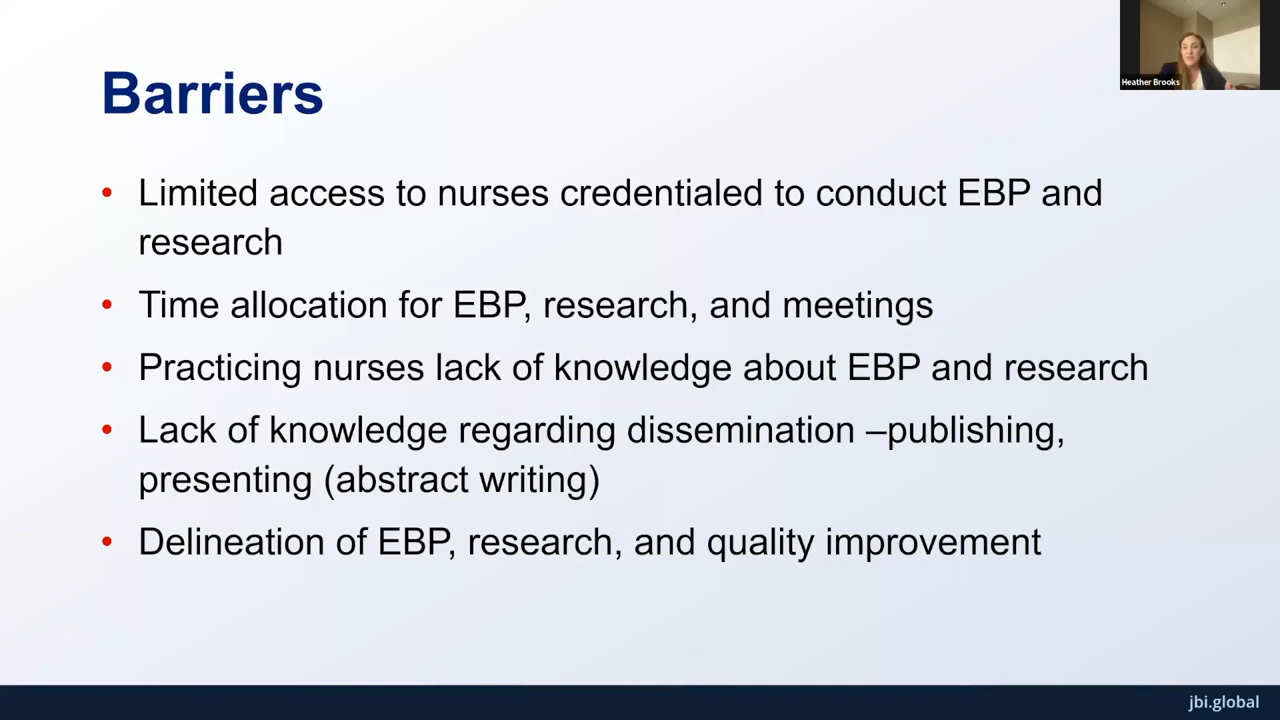 Barriers
Heather Brooks
• Limited access to nurses credentialed to conduct EBP and
research
• Time allocation for EBP, research, and meetings
• Practicing nurses lack of knowledge about EBP and research
• Lack of knowledge regarding dissemination –publishing,
presenting (abstract writing)
• Delineation of EBP, research, and quality improvement
jbi.global